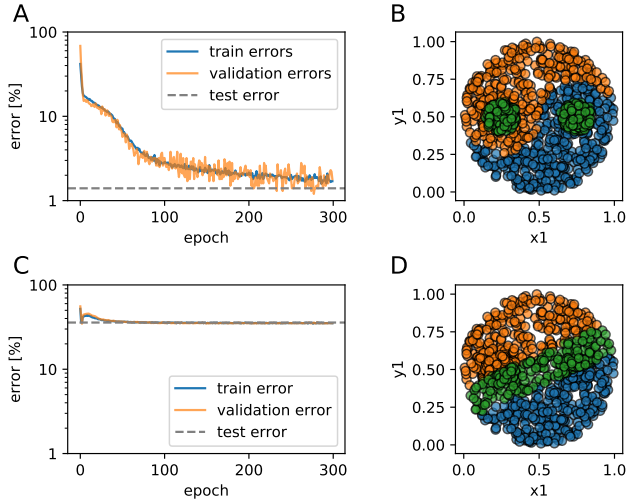 A
100
10
1
error [%]
0
100
200
300
epoch
train errors
validation errors
test error
B
1.00
0.75
0.50
0.25
0.00
y1
0.0
0.5
1.0
x1
C
100
10
1
error [%]
0
100
200
300
epoch
train error
validation error
test error
D
1.00
0.75
0.50
0.25
0.00
y1
0.0
0.5
1.0
x1